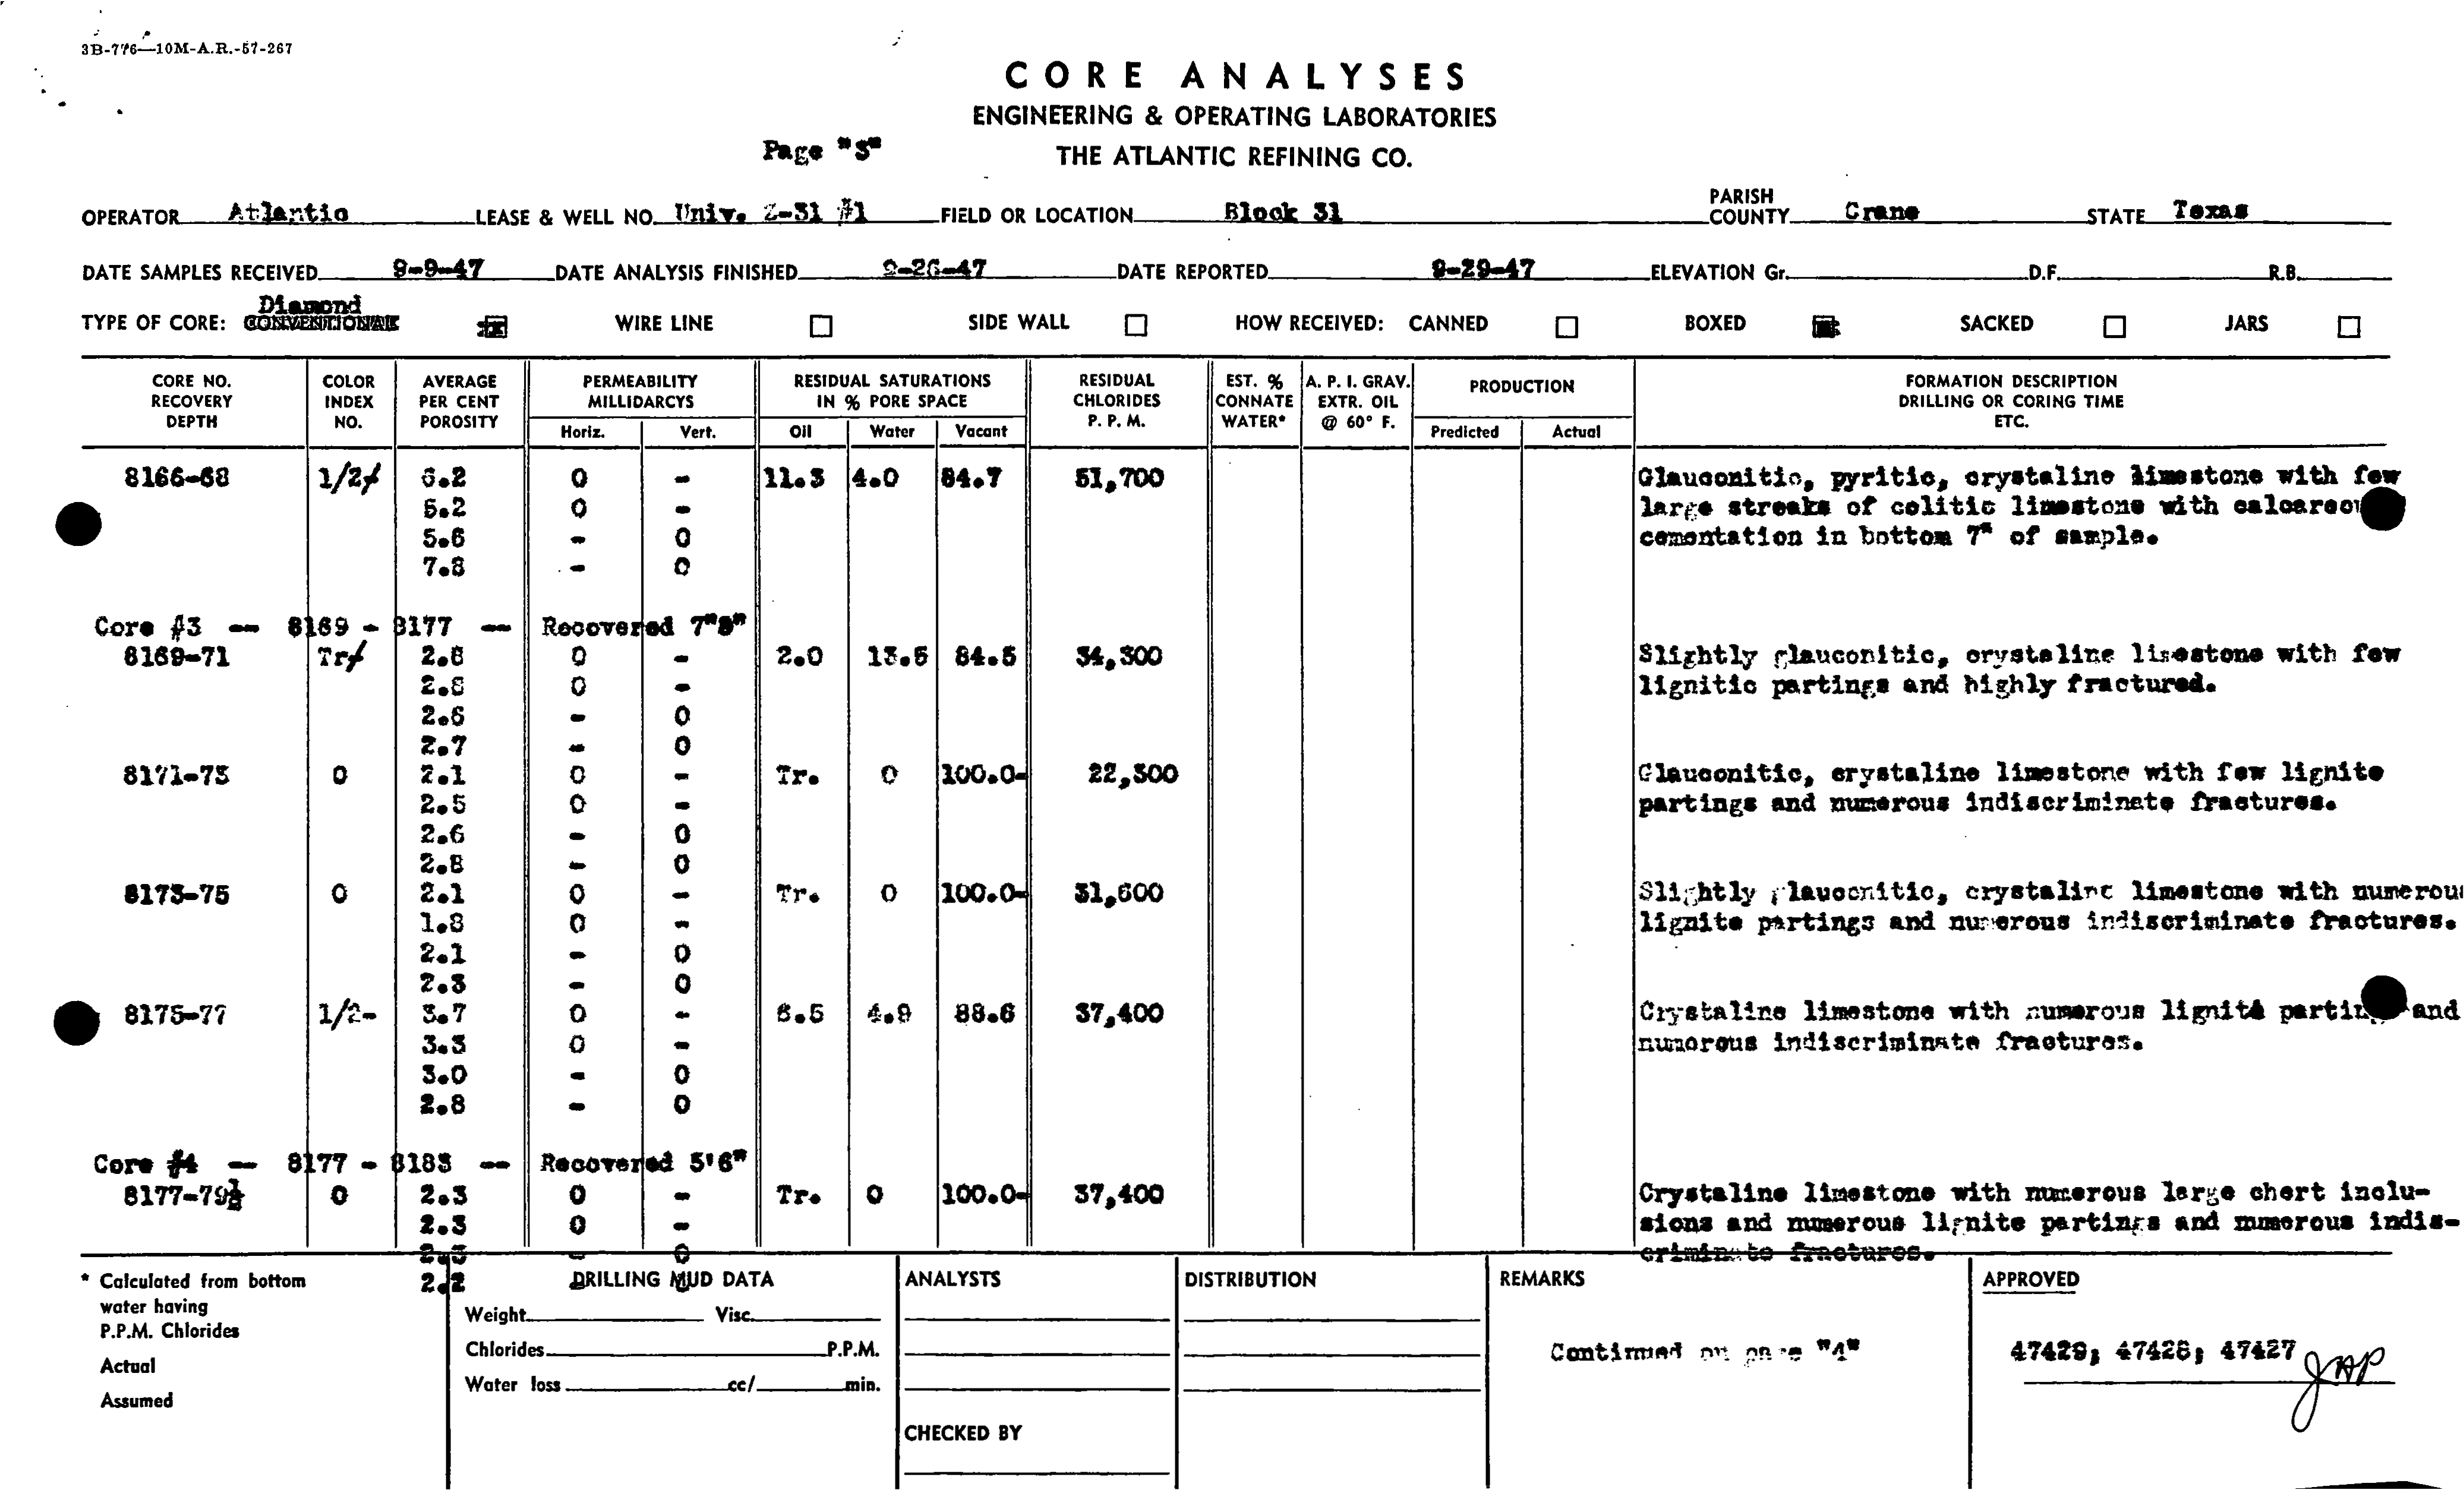 3B-776—10M-A.R.-57-267
CORE ANALYSES
ENGINEERING & OPERATING LABORATORIES
Page "3"
THE ATLANTIC REFINING CO.
OPERATOR Atlantic LEASE & WELL NO. Univ. Z-31 #1 FIELD OR LOCATION Block 31 PARISH COUNTY Crane STATE Texas
DATE SAMPLES RECEIVED 9-9-47 DATE ANALYSIS FINISHED 9-26-47 DATE REPORTED 9-29-47 ELEVATION Gr. D.F. R.B.
Diamond
TYPE OF CORE: CONVENTIONAL WIRE LINE SIDE WALL HOW RECEIVED: CANNED BOXED SACKED JARS
CORE NO. RECOVERY DEPTH COLOR INDEX NO. AVERAGE PER CENT POROSITY PERMEABILITY MILLIDARCYS RESIDUAL SATURATIONS IN % PORE SPACE RESIDUAL CHLORIDES P. P. M. EST. % CONNATE WATER* A. P. I. GRAV. EXTR. OIL @ 60° F. PRODUCTION FORMATION DESCRIPTION DRILLING OR CORING TIME ETC.
Horiz. Vert. Oil Water Vacant Predicted Actual
8166-68 1/2+ 6.2 0 - 11.3 4.0 84.7 51,700 Glauconitic, pyritic, crystaline limestone with few
5.2 0 - large streaks of oolitic limestone with calcareou
5.6 - 0 cementation in bottom 7" of sample.
7.8 - 0
Core #3 -- 8169 - 8177 -- Recovered 7"8"
8169-71 Tr+ 2.8 0 - 2.0 13.5 84.5 34,300 Slightly glauconitic, crystaline limestone with few
2.8 0 - lignitic partings and highly fractured.
2.6 - 0
2.7 - 0
8171-73 0 2.1 0 - Tr. 0 100.0- 22,300 Glauconitic, crystaline limestone with few lignite
2.5 0 - partings and numerous indiscriminate fractures.
2.6 - 0
2.8 - 0
8173-75 0 2.1 0 - Tr. 0 100.0- 31,600 Slightly glauconitic, crystaline limestone with numerous
1.8 0 - lignite partings and numerous indiscriminate fractures.
2.1 - 0
2.3 - 0
8175-77 1/2- 3.7 0 - 6.5 4.9 88.6 37,400 Crystaline limestone with numerous lignite partings and
3.3 0 - numerous indiscriminate fractures.
3.0 - 0
2.8 - 0
Core #4 -- 8177 - 8183 -- Recovered 5'6"
8177-79½ 0 2.3 0 - Tr. 0 100.0- 37,400 Crystaline limestone with numerous large chert inclu-
2.3 0 - sions and numerous lignite partings and numerous indis-
2.3 - 0 criminate fractures.
2.2 - 0
* Calculated from bottom water having P.P.M. Chlorides
Actual
Assumed
DRILLING MUD DATA
Weight Visc.
Chlorides P.P.M.
Water loss cc/ min.
ANALYSTS
CHECKED BY
DISTRIBUTION
REMARKS
Continued on page "4"
APPROVED
47429; 47428; 47427
JAP